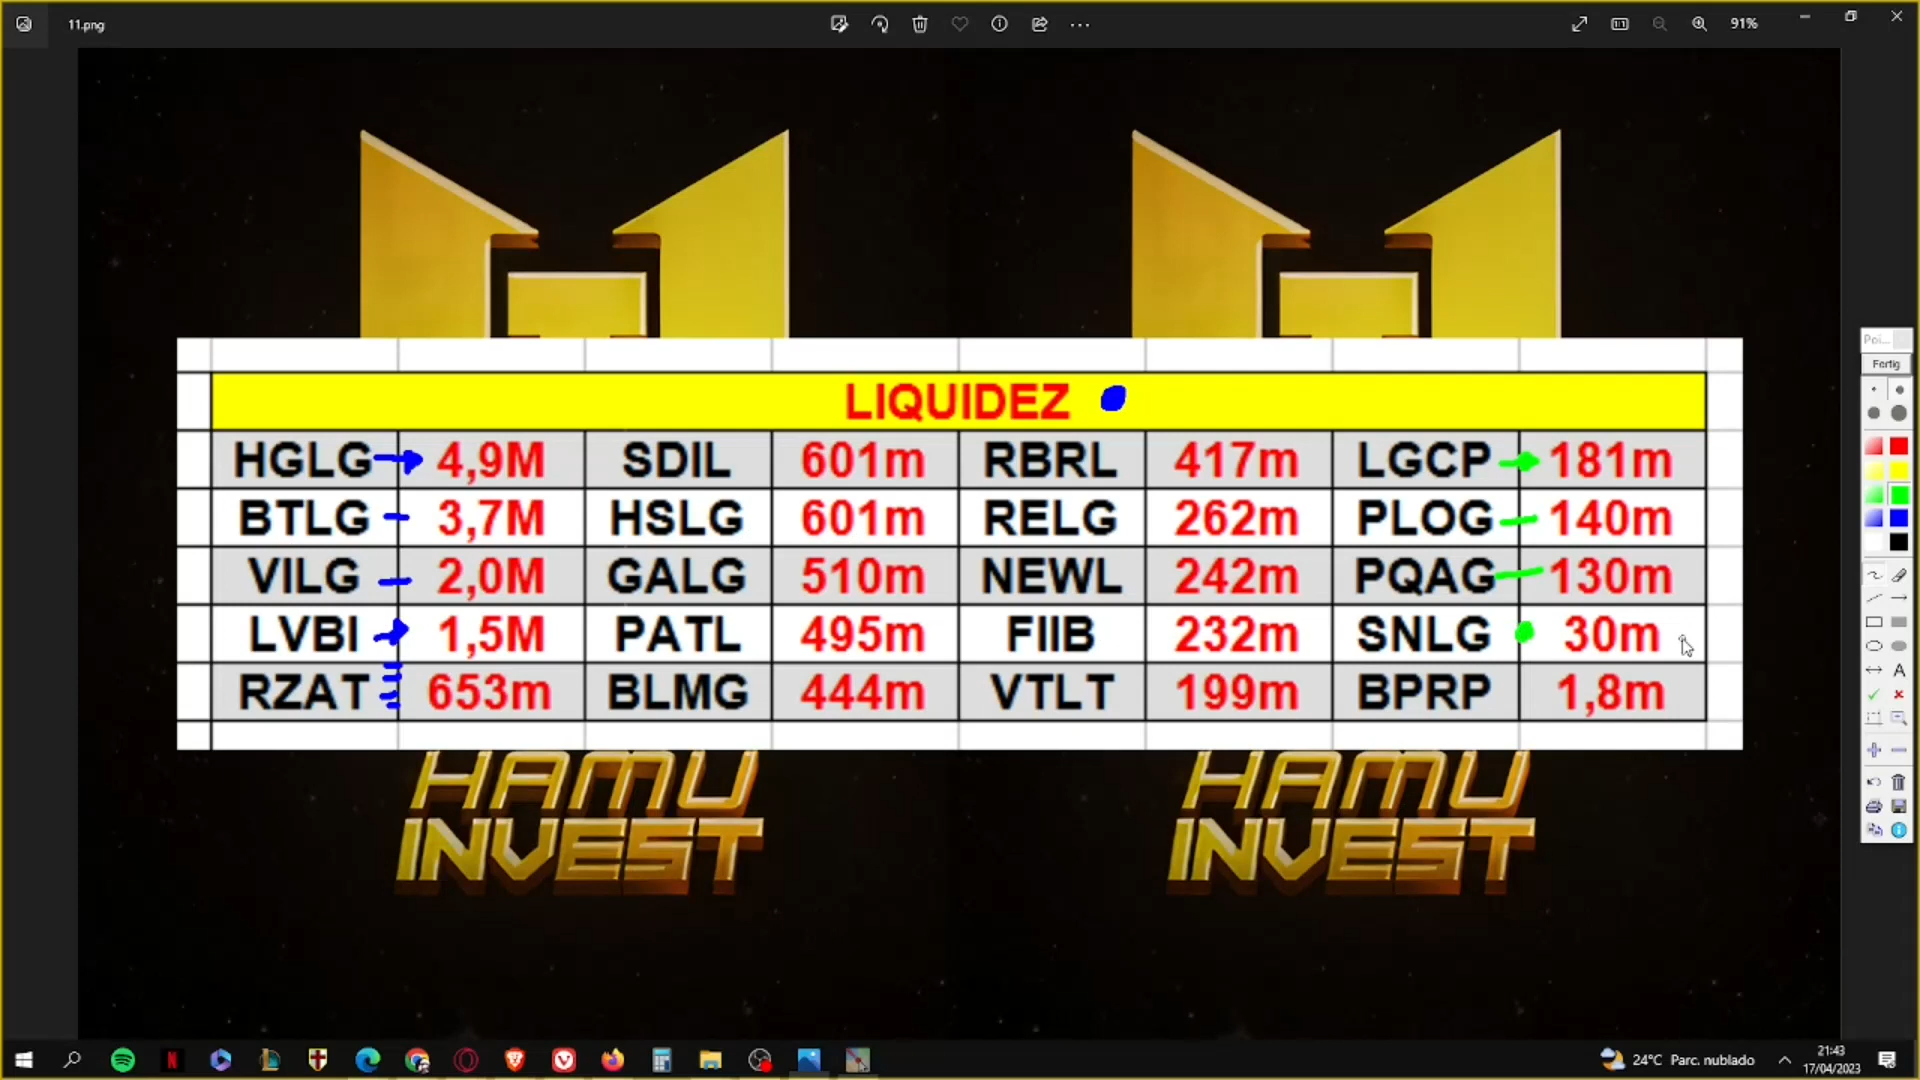 11.png
91%
Poi...
Fertig
LIQUIDEZ
HGLG 4,9M SDIL 601m RBRL 417m LGCP 181m
BTLG 3,7M HSLG 601m RELG 262m PLOG 140m
VILG 2,0M GALG 510m NEWL 242m PQAG 130m
LVBI 1,5M PATL 495m FIIB 232m SNLG 30m
RZAT 653m BLMG 444m VTLT 199m BPRP 1,8m
HAMU HAMU
INVEST INVEST
24°C Parc. nublado
21:43
17/04/2023